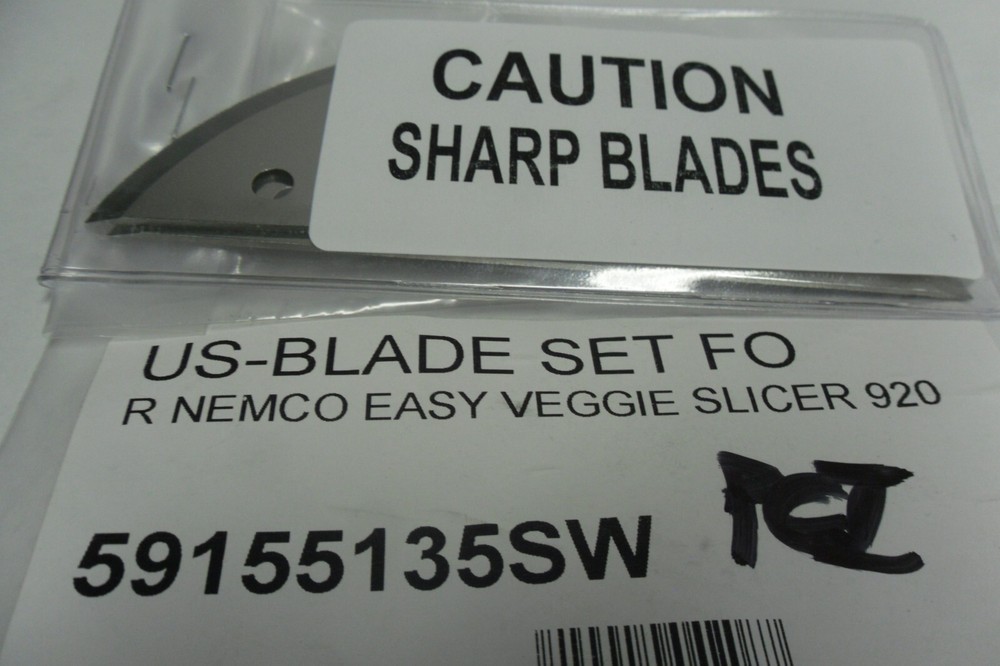 CAUTION
SHARP BLADES
US-BLADE SET FO
R NEMCO EASY VEGGIE SLICER 920
59155135SW